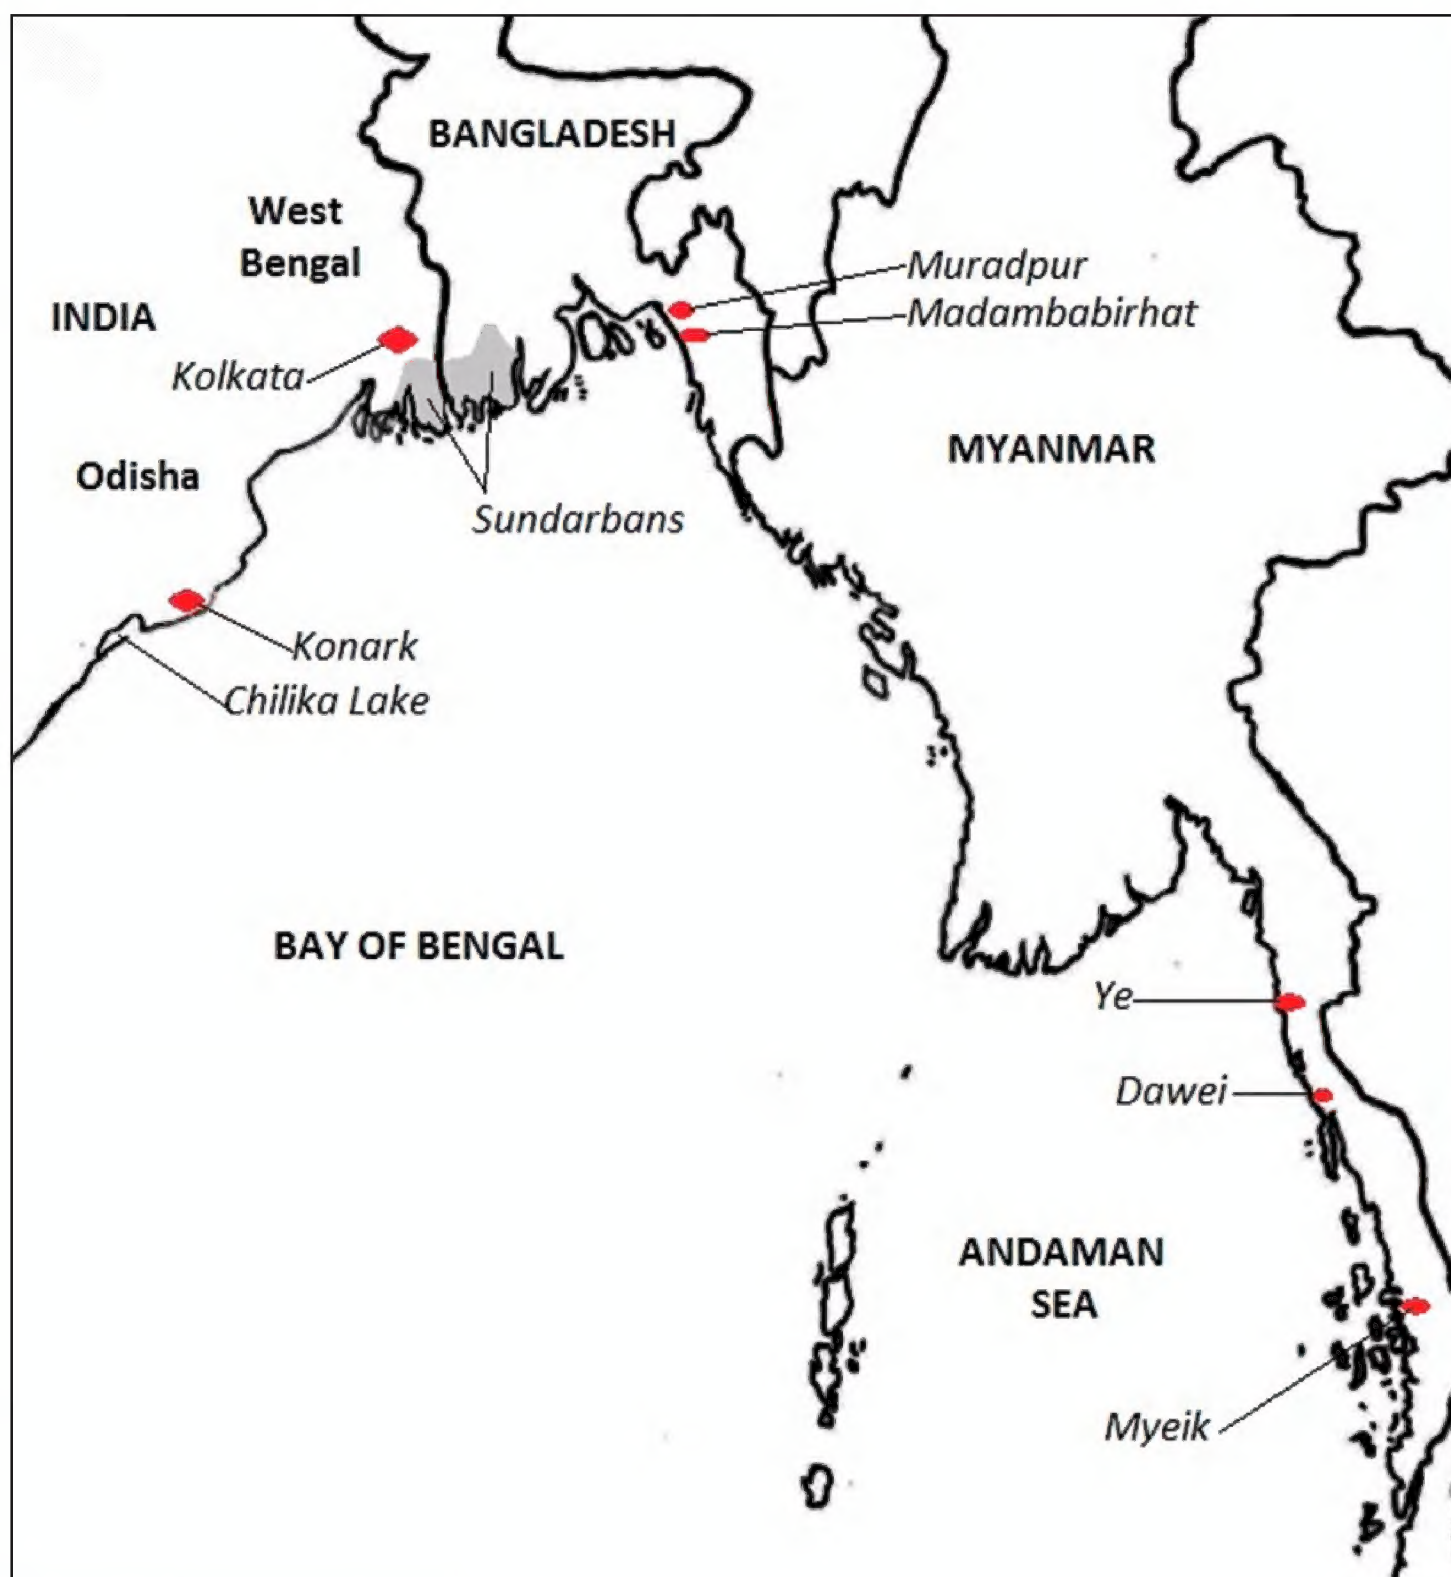 BANGLADESH
West
Bengal
INDIA
Muradpur
Madambabirhat
Kolkata
MYANMAR
Odisha
Sundarbans
Konark
Chilika Lake
BAY OF BENGAL
Ye
Dawei
ANDAMAN
SEA
Myeik